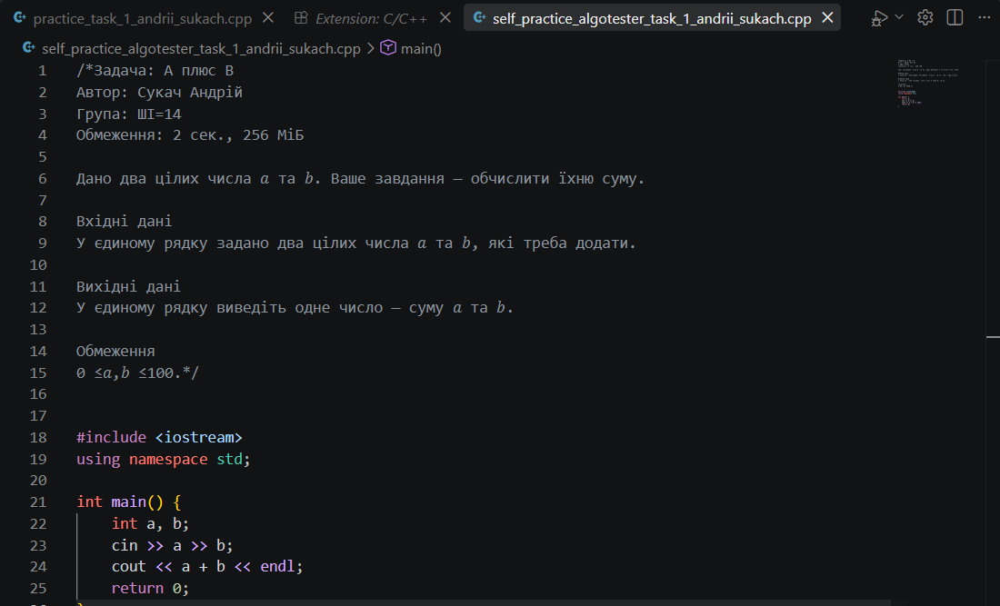 practice_task_1_andrii_sukach.cpp Extension: C/C++ self_practice_algotester_task_1_andrii_sukach.cpp
self_practice_algotester_task_1_andrii_sukach.cpp > main()
1 /*Задача: A плюс B
2 Автор: Сукач Андрій
3 Група: ШІ=14
4 Обмеження: 2 сек., 256 МіБ
5
6 Дано два цілих числа 𝑎 та 𝑏. Ваше завдання — обчислити їхню суму.
7
8 Вхідні дані
9 У єдиному рядку задано два цілих числа 𝑎 та 𝑏, які треба додати.
10
11 Вихідні дані
12 У єдиному рядку виведіть одне число — суму 𝑎 та 𝑏.
13
14 Обмеження
15 0 ≤𝑎,𝑏 ≤100.*/
16
17
18 #include <iostream>
19 using namespace std;
20
21 int main() {
22 int a, b;
23 cin >> a >> b;
24 cout << a + b << endl;
25 return 0;